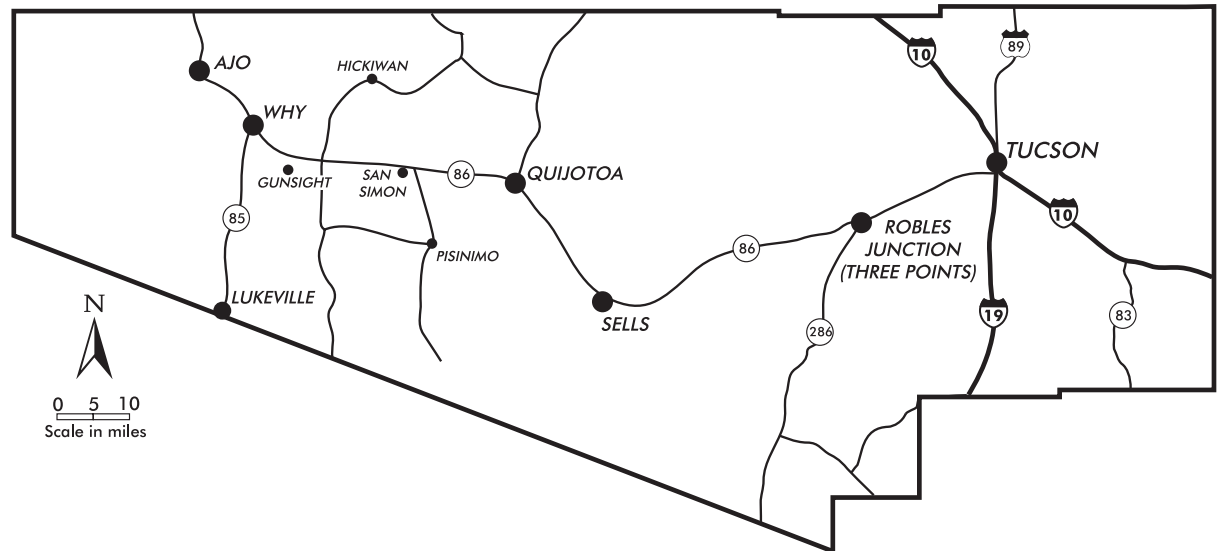 10
89
AJO
HICKIWAN
WHY
TUCSON
GUNSIGHT
SAN
SIMON
86
QUIJOTOA
85
10
ROBLES
JUNCTION
(THREE POINTS)
86
PISINIMO
LUKEVILLE
SELLS
286
19
83
N
0 5 10
Scale in miles